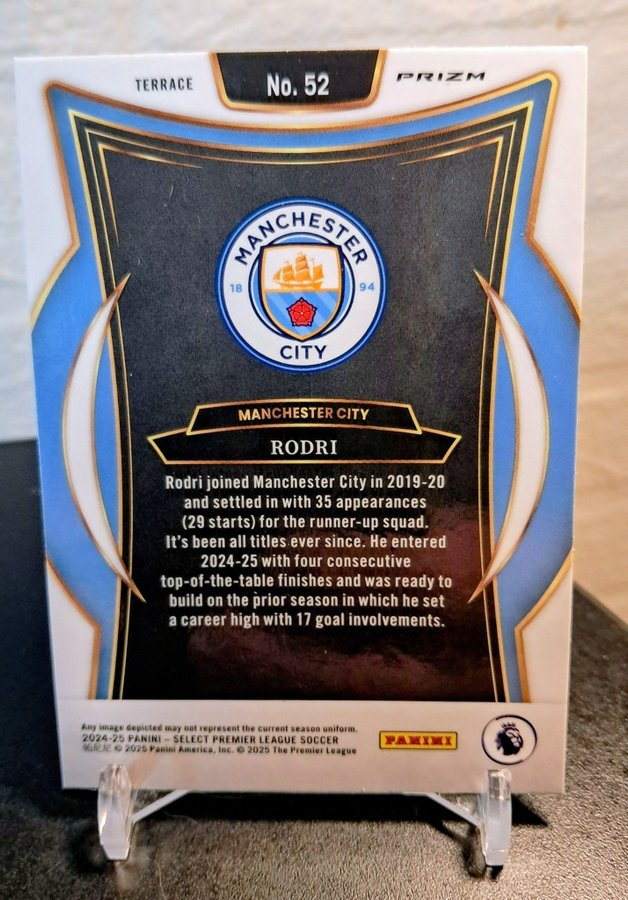 TERRACE
No. 52
PRIZM
MANCHESTER
18 94
CITY
MANCHESTER CITY
RODRI
Rodri joined Manchester City in 2019-20
and settled in with 35 appearances
(29 starts) for the runner-up squad.
It's been all titles ever since. He entered
2024-25 with four consecutive
top-of-the-table finishes and was ready to
build on the prior season in which he set
a career high with 17 goal involvements.
Any image depicted may not represent the current season uniform.
2024-25 PANINI – SELECT PREMIER LEAGUE SOCCER
© 2025 Panini America, Inc. © 2025 The Premier League
PANINI